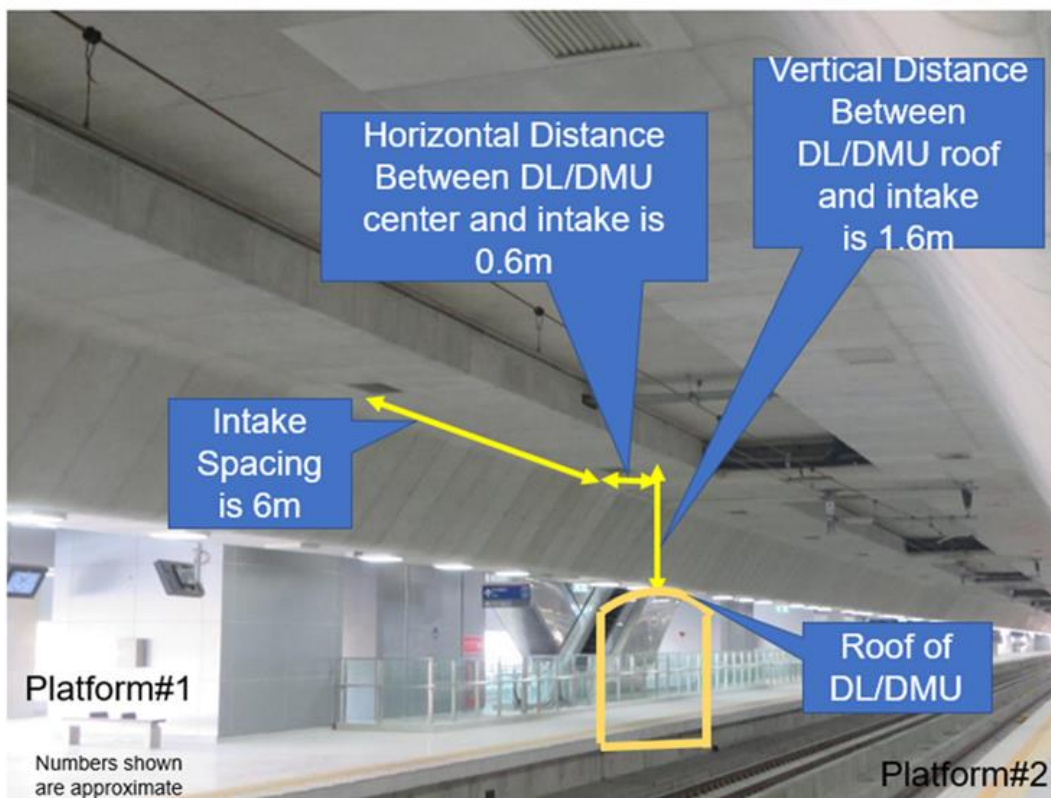 Horizontal Distance
Between DL/DMU
center and intake is
0.6m
Vertical Distance
Between
DL/DMU roof
and intake
is 1.6m
Intake
Spacing
is 6m
Roof of
DL/DMU
Platform#1
Numbers shown
are approximate
Platform#2